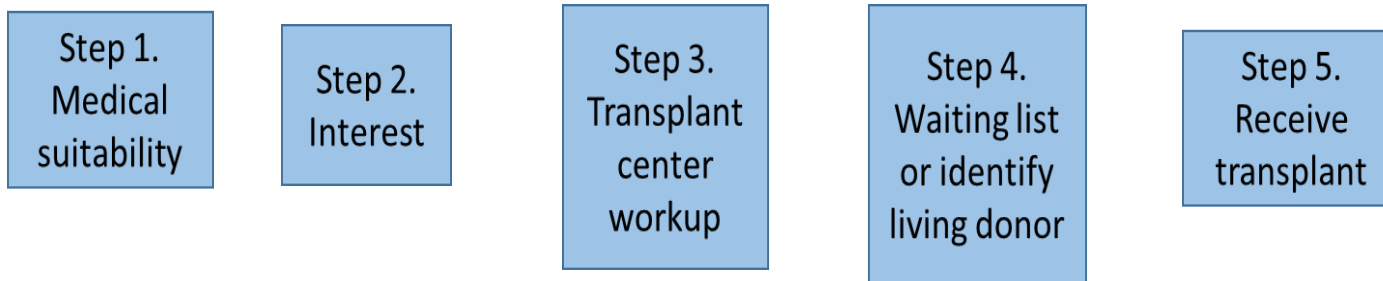 Step 1.
Medical
suitability
Step 2.
Interest
Step 3.
Transplant
center
workup
Step 4.
Waiting list
or identify
living donor
Step 5.
Receive
transplant